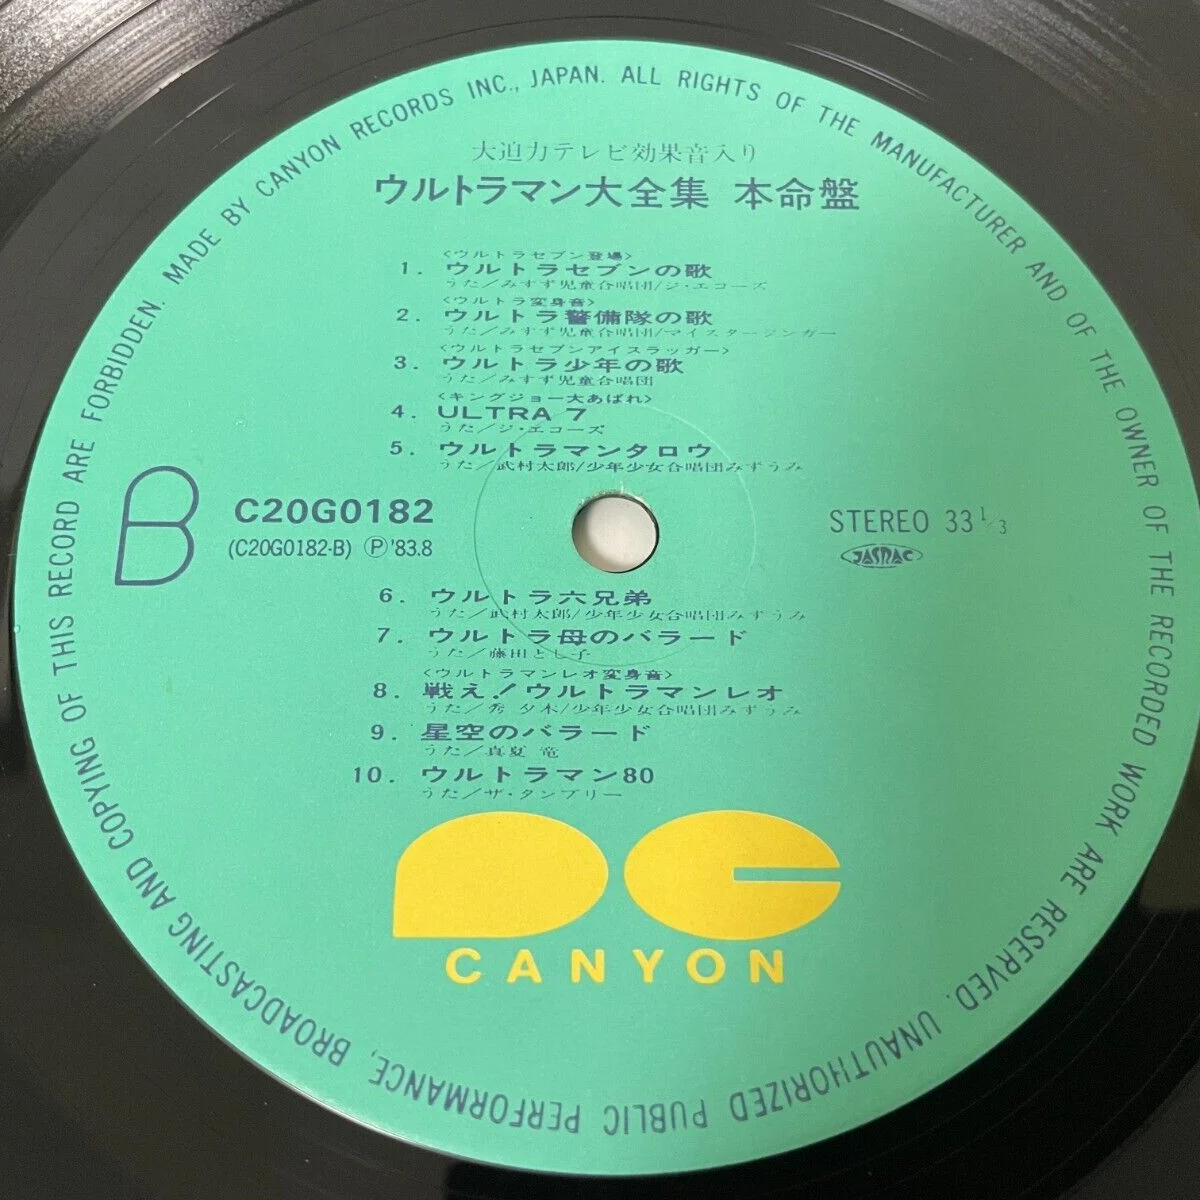 MADE BY CANYON RECORDS INC., JAPAN. ALL RIGHTS OF THE MANUFACTURER AND OF THE OWNER OF THE RECORDED WORK ARE RESERVED. UNAUTHORIZED PUBLIC PERFORMANCE, BROADCASTING AND COPYING OF THIS RECORD ARE FORBIDDEN.
大迫力テレビ効果音入り
ウルトラマン大全集 本命盤
〈ウルトラセブン登場〉
1. ウルトラセブンの歌
うた/みすず児童合唱団/ジ・エコーズ
〈ウルトラ変身音〉
2. ウルトラ警備隊の歌
うた/みすず児童合唱団/マイスタージンガー
〈ウルトラセブンアイスラッガー〉
3. ウルトラ少年の歌
うた/みすず児童合唱団
〈キングジョー大あばれ〉
4. ULTRA 7
うた/ジ・エコーズ
5. ウルトラマンタロウ
うた/武村太郎/少年少女合唱団みずうみ
B
C20G0182
(C20G0182-B) Ⓟ'83.8
STEREO 33 1/3
JASRAC
6. ウルトラ六兄弟
うた/武村太郎/少年少女合唱団みずうみ
7. ウルトラ母のバラード
うた/藤田とし子
〈ウルトラマンレオ変身音〉
8. 戦え!ウルトラマンレオ
うた/秀 夕木/少年少女合唱団みずうみ
9. 星空のバラード
うた/真夏 竜
10. ウルトラマン80
うた/ザ・タンブリー
CANYON